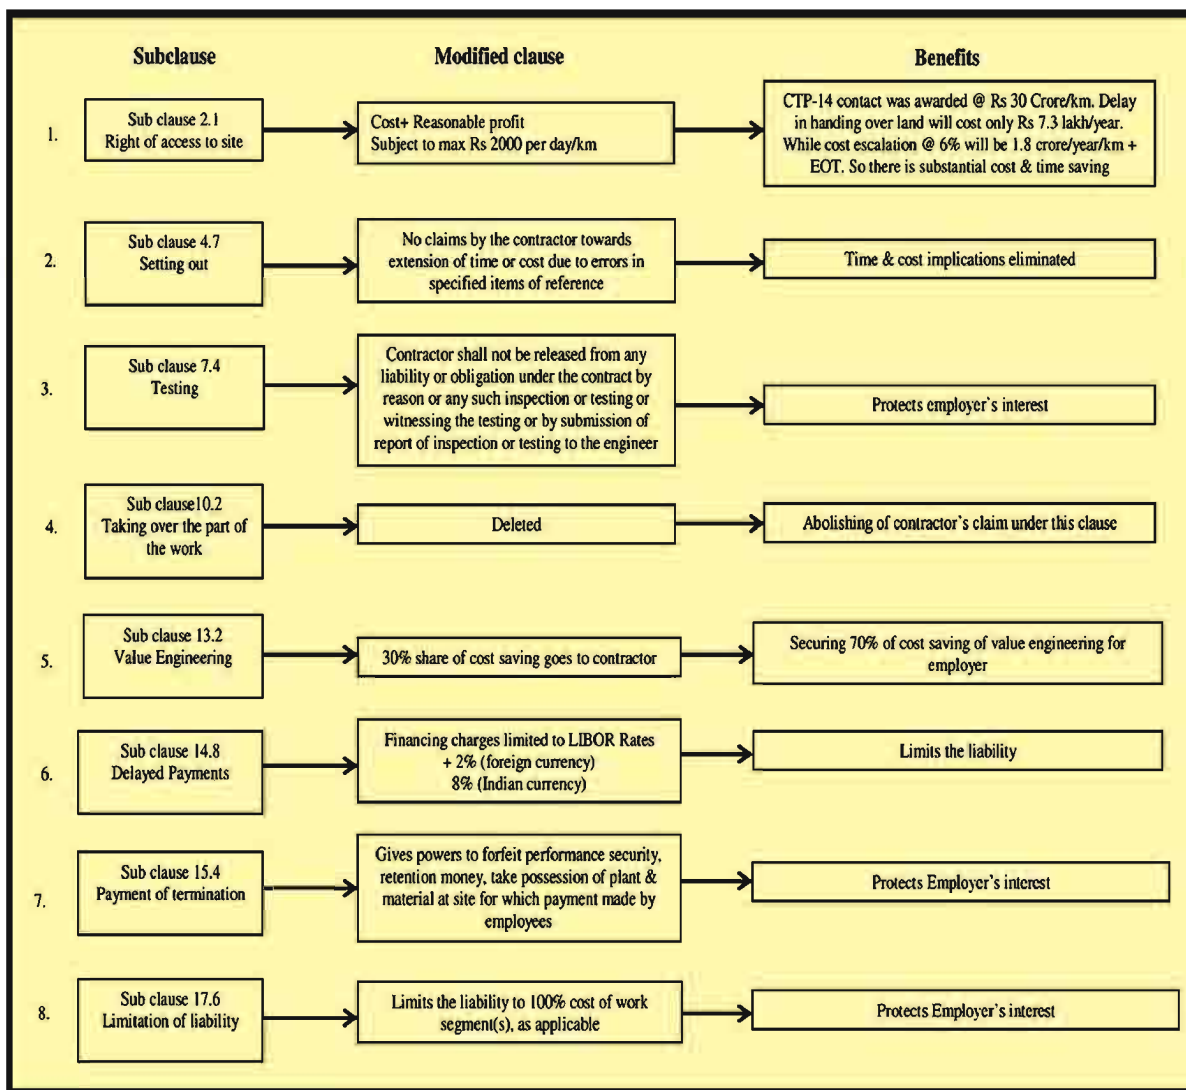 Subclause
Modified clause
Benefits
1.
Sub clause 2.1
Right of access to site
Cost+ Reasonable profit
Subject to max Rs 2000 per day/km
CTP-14 contact was awarded @ Rs 30 Crore/km. Delay
in handing over land will cost only Rs 7.3 lakh/year.
While cost escalation @ 6% will be 1.8 crore/year/km +
EOT. So there is substantial cost & time saving
2.
Sub clause 4.7
Setting out
No claims by the contractor towards
extension of time or cost due to errors in
specified items of reference
Time & cost implications eliminated
3.
Sub clause 7.4
Testing
Contractor shall not be released from any
liability or obligation under the contract by
reason or any such inspection or testing or
witnessing the testing or by submission of
report of inspection or testing to the engineer
Protects employer's interest
4.
Sub clause10.2
Taking over the part of
the work
Deleted
Abolishing of contractor's claim under this clause
5.
Sub clause 13.2
Value Engineering
30% share of cost saving goes to contractor
Securing 70% of cost saving of value engineering for
employer
6.
Sub clause 14.8
Delayed Payments
Financing charges limited to LIBOR Rates
+ 2% (foreign currency)
8% (Indian currency)
Limits the liability
7.
Sub clause 15.4
Payment of termination
Gives powers to forfeit performance security,
retention money, take possession of plant &
material at site for which payment made by
employees
Protects Employer's interest
8.
Sub clause 17.6
Limitation of liability
Limits the liability to 100% cost of work
segment(s), as applicable
Protects Employer's interest